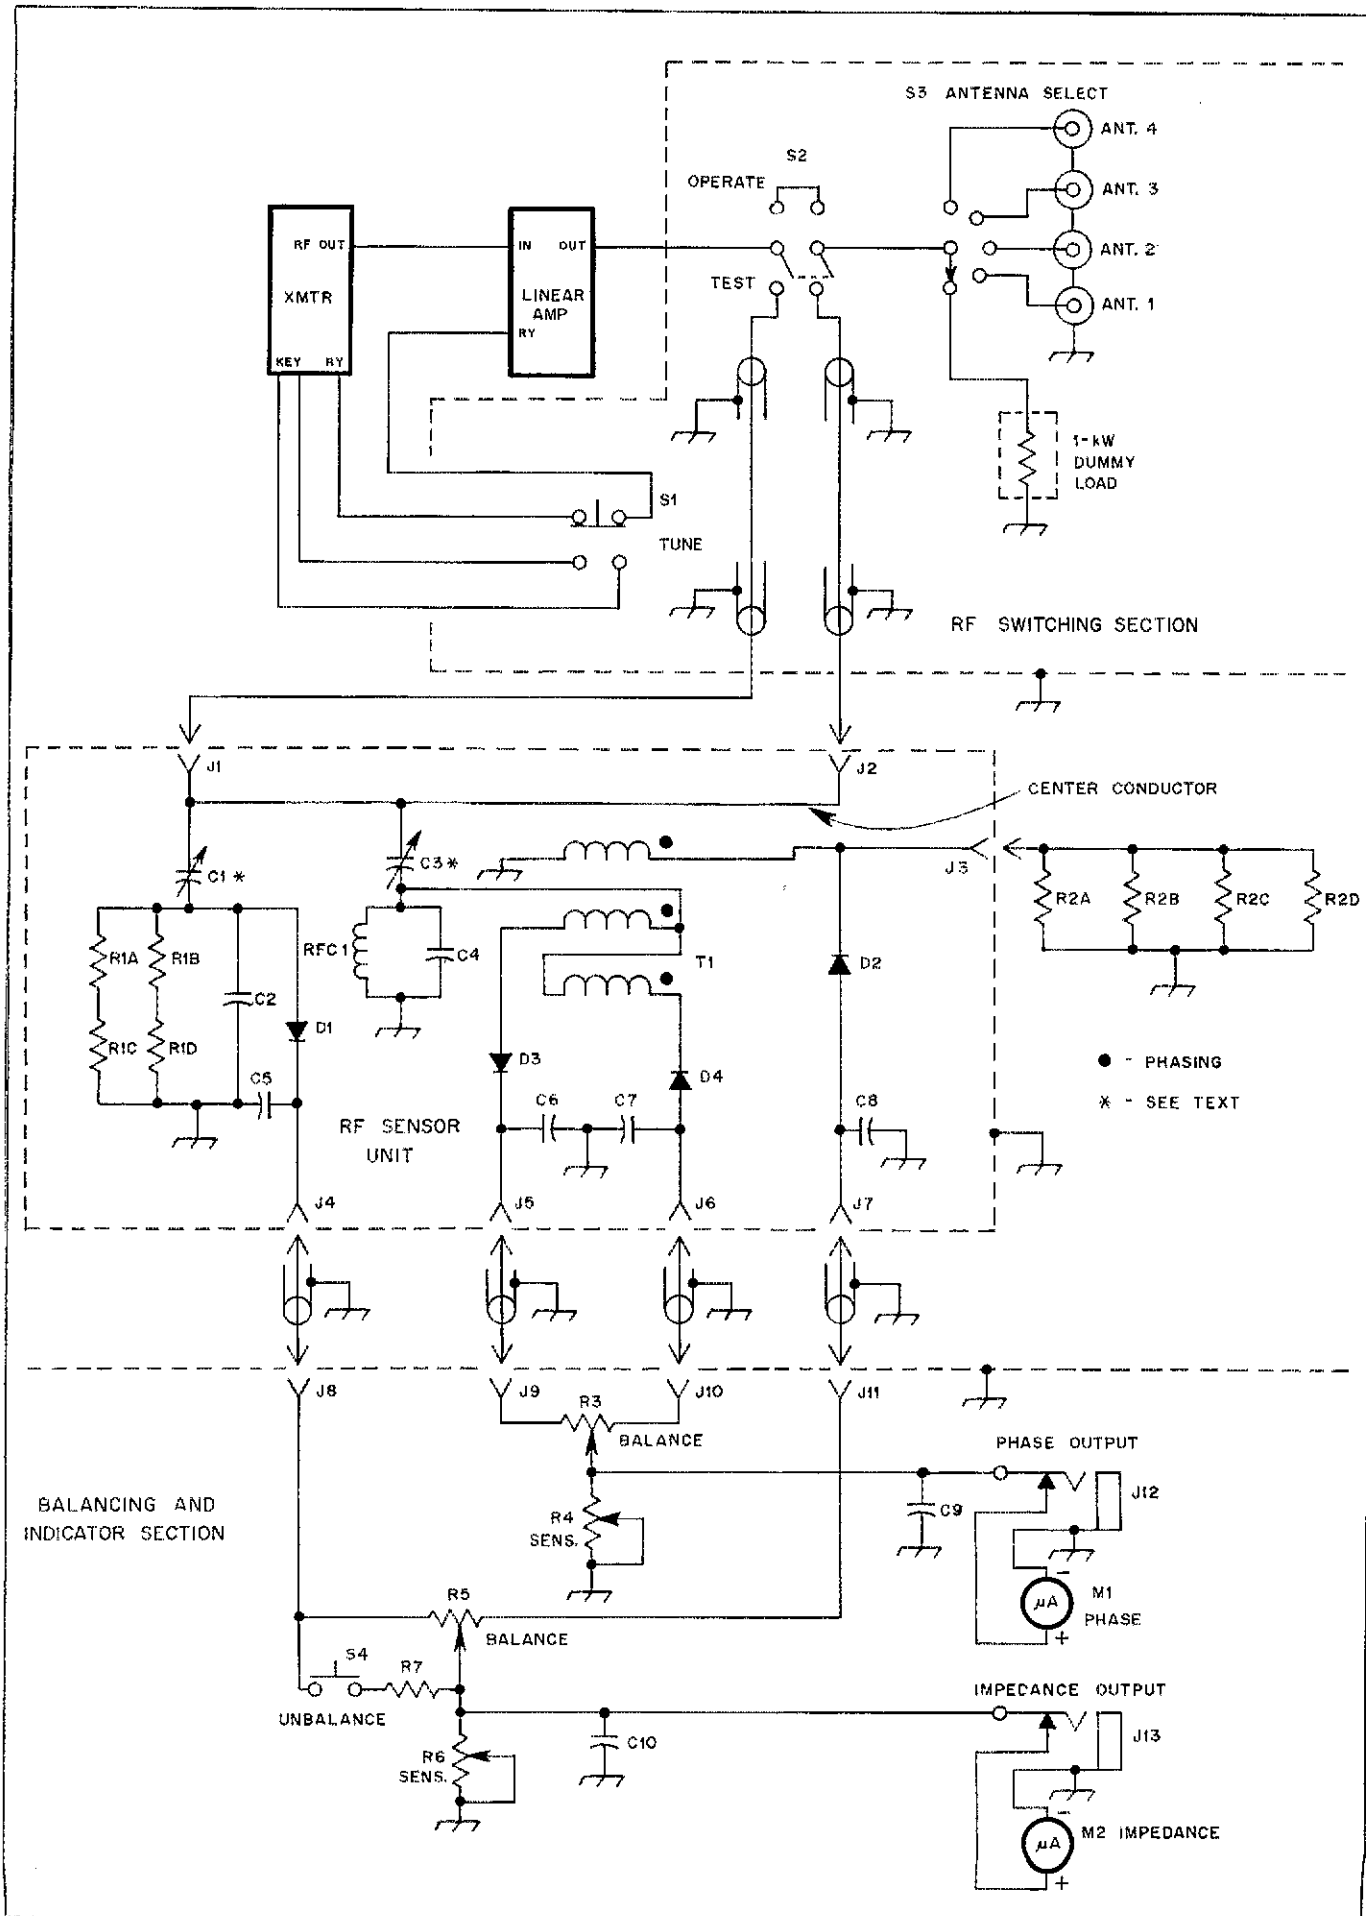 S3 ANTENNA SELECT
ANT. 4
S2
OPERATE
ANT. 3
RF OUT
IN OUT
ANT. 2
XMTR
LINEAR
AMP
TEST
ANT. 1
RY
KEY RY
1-kW
DUMMY
LOAD
S1
TUNE
RF SWITCHING SECTION
J1
J2
CENTER CONDUCTOR
C1 *
C3 *
J3
R2A
R2B
R2C
R2D
R1A
R1B
RFC1
C4
T1
D2
C2
D1
R1C
R1D
D3
D4
● - PHASING
C5
C6
C7
C8
* - SEE TEXT
RF SENSOR
UNIT
J4
J5
J6
J7
J8
J9
R3
J10
J11
BALANCE
PHASE OUTPUT
J12
BALANCING AND
INDICATOR SECTION
R4
SENS.
C9
−
μA
M1
PHASE
+
R5
BALANCE
S4
R7
UNBALANCE
IMPEDANCE OUTPUT
J13
R6
SENS.
C10
−
μA
M2 IMPEDANCE
+